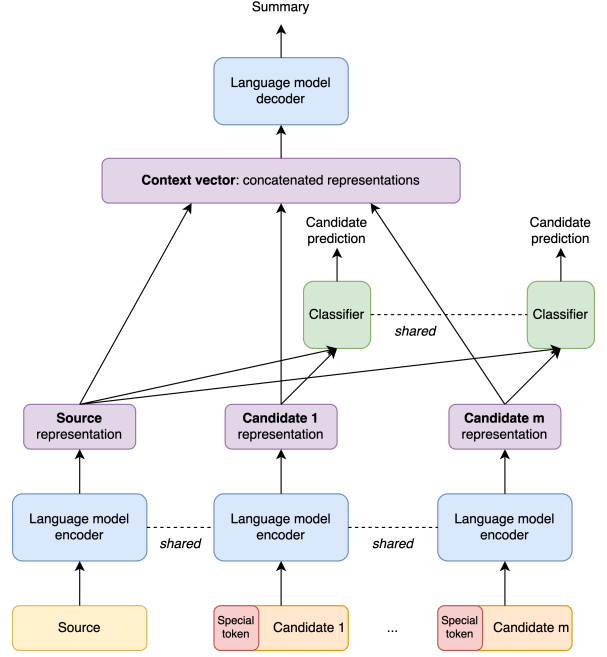 Summary
Language model
decoder
Context vector: concatenated representations
Candidate
prediction
Candidate
prediction
Classifier
Classifier
shared
Source
representation
Candidate 1
representation
Candidate m
representation
Language model
encoder
Language model
encoder
Language model
encoder
shared
shared
Source
Special
token
Candidate 1
...
Special
token
Candidate m